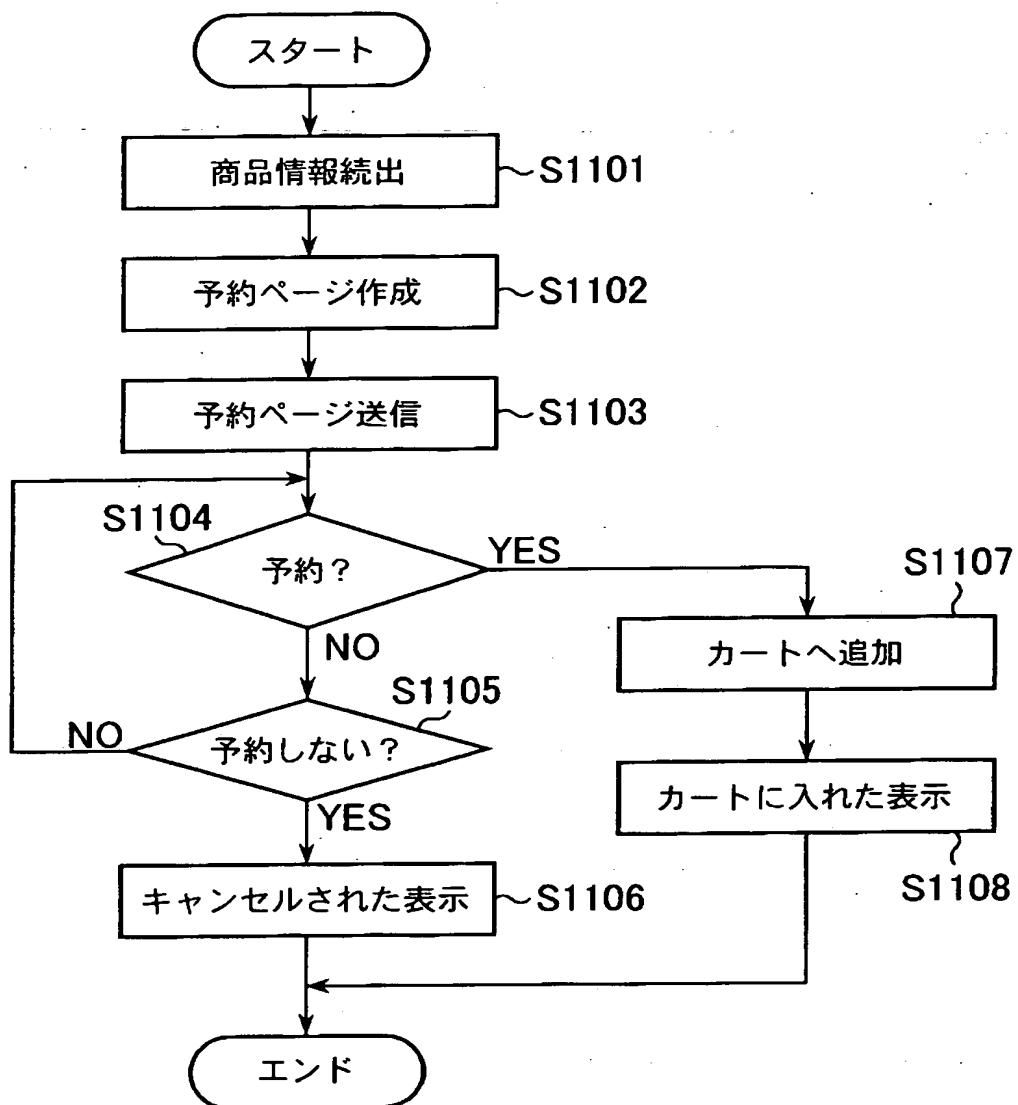 スタート
商品情報続出
S1101
予約ページ作成
S1102
予約ページ送信
S1103
S1104
予約?
YES
NO
S1105
予約しない?
NO
YES
キャンセルされた表示
S1106
S1107
カートへ追加
カートに入れた表示
S1108
エンド